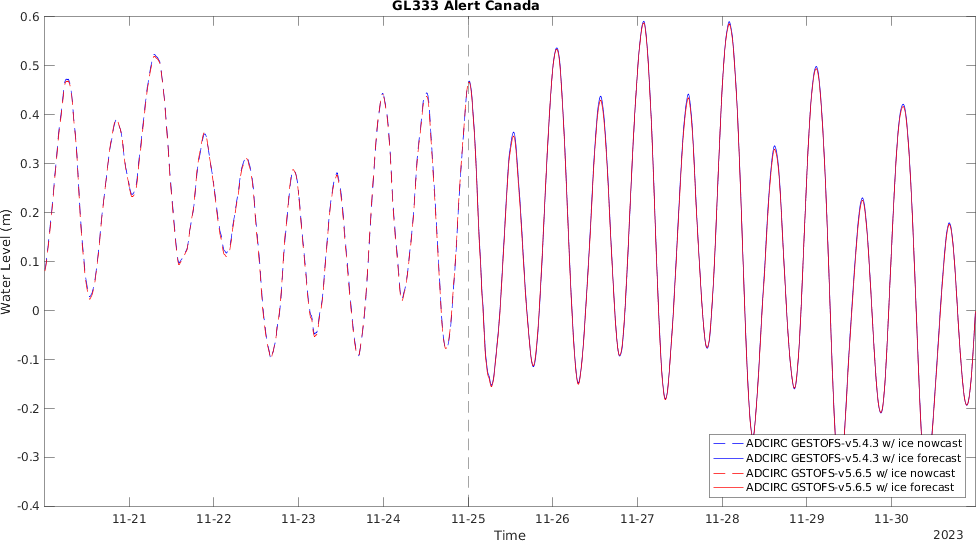 GL333 Alert Canada
0.6
0.5
0.4
0.3
0.2
0.1
0
-0.1
-0.2
-0.3
-0.4
Water Level (m)
11-21 11-22 11-23 11-24 11-25 11-26 11-27 11-28 11-29 11-30
Time
2023
ADCIRC GESTOFS-v5.4.3 w/ ice nowcast
ADCIRC GESTOFS-v5.4.3 w/ ice forecast
ADCIRC GSTOFS-v5.6.5 w/ ice nowcast
ADCIRC GSTOFS-v5.6.5 w/ ice forecast